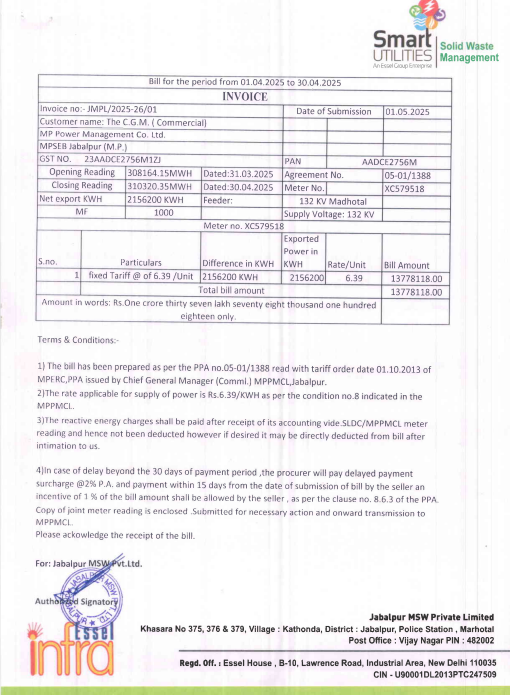 Smart
UTILITIES
An Essel Group Enterprise
Solid Waste
Management
Bill for the period from 01.04.2025 to 30.04.2025
INVOICE
Invoice no:- JMPL/2025-26/01 Date of Submission 01.05.2025
Customer name: The C.G.M. ( Commercial)
MP Power Management Co. Ltd.
MPSEB Jabalpur (M.P.)
GST NO. 23AADCE2756M1ZJ PAN AADCE2756M
Opening Reading 308164.15MWH Dated:31.03.2025 Agreement No. 05-01/1388
Closing Reading 310320.35MWH Dated:30.04.2025 Meter No. XC579518
Net export KWH 2156200 KWH Feeder: 132 KV Madhotal
MF 1000 Supply Voltage: 132 KV
Meter no. XC579518
S.no. Particulars Difference in KWH Exported Power in KWH Rate/Unit Bill Amount
1 fixed Tariff @ of 6.39 /Unit 2156200 KWH 2156200 6.39 13778118.00
Total bill amount 13778118.00
Amount in words: Rs.One crore thirty seven lakh seventy eight thousand one hundred
eighteen only.
Terms & Conditions:-
1) The bill has been prepared as per the PPA no.05-01/1388 read with tariff order date 01.10.2013 of
MPERC,PPA issued by Chief General Manager (Comml.) MPPMCL,Jabalpur.
2)The rate applicable for supply of power is Rs.6.39/KWH as per the condition no.8 indicated in the
MPPMCL.
3)The reactive energy charges shall be paid after receipt of its accounting vide.SLDC/MPPMCL meter
reading and hence not been deducted however if desired it may be directly deducted from bill after
intimation to us.
4)In case of delay beyond the 30 days of payment period ,the procurer will pay delayed payment
surcharge @2% P.A. and payment within 15 days from the date of submission of bill by the seller an
incentive of 1 % of the bill amount shall be allowed by the seller , as per the clause no. 8.6.3 of the PPA.
Copy of joint meter reading is enclosed .Submitted for necessary action and onward transmission to
MPPMCL.
Please ackowledge the receipt of the bill.
For: Jabalpur MSW Pvt.Ltd.
Authorized Signatory
Essel
infra
Jabalpur MSW Private Limited
Khasara No 375, 376 & 379, Village : Kathonda, District : Jabalpur, Police Station , Marhotal
Post Office : Vijay Nagar PIN : 482002
Regd. Off. : Essel House , B-10, Lawrence Road, Industrial Area, New Delhi 110035
CIN - U90001DL2013PTC247509